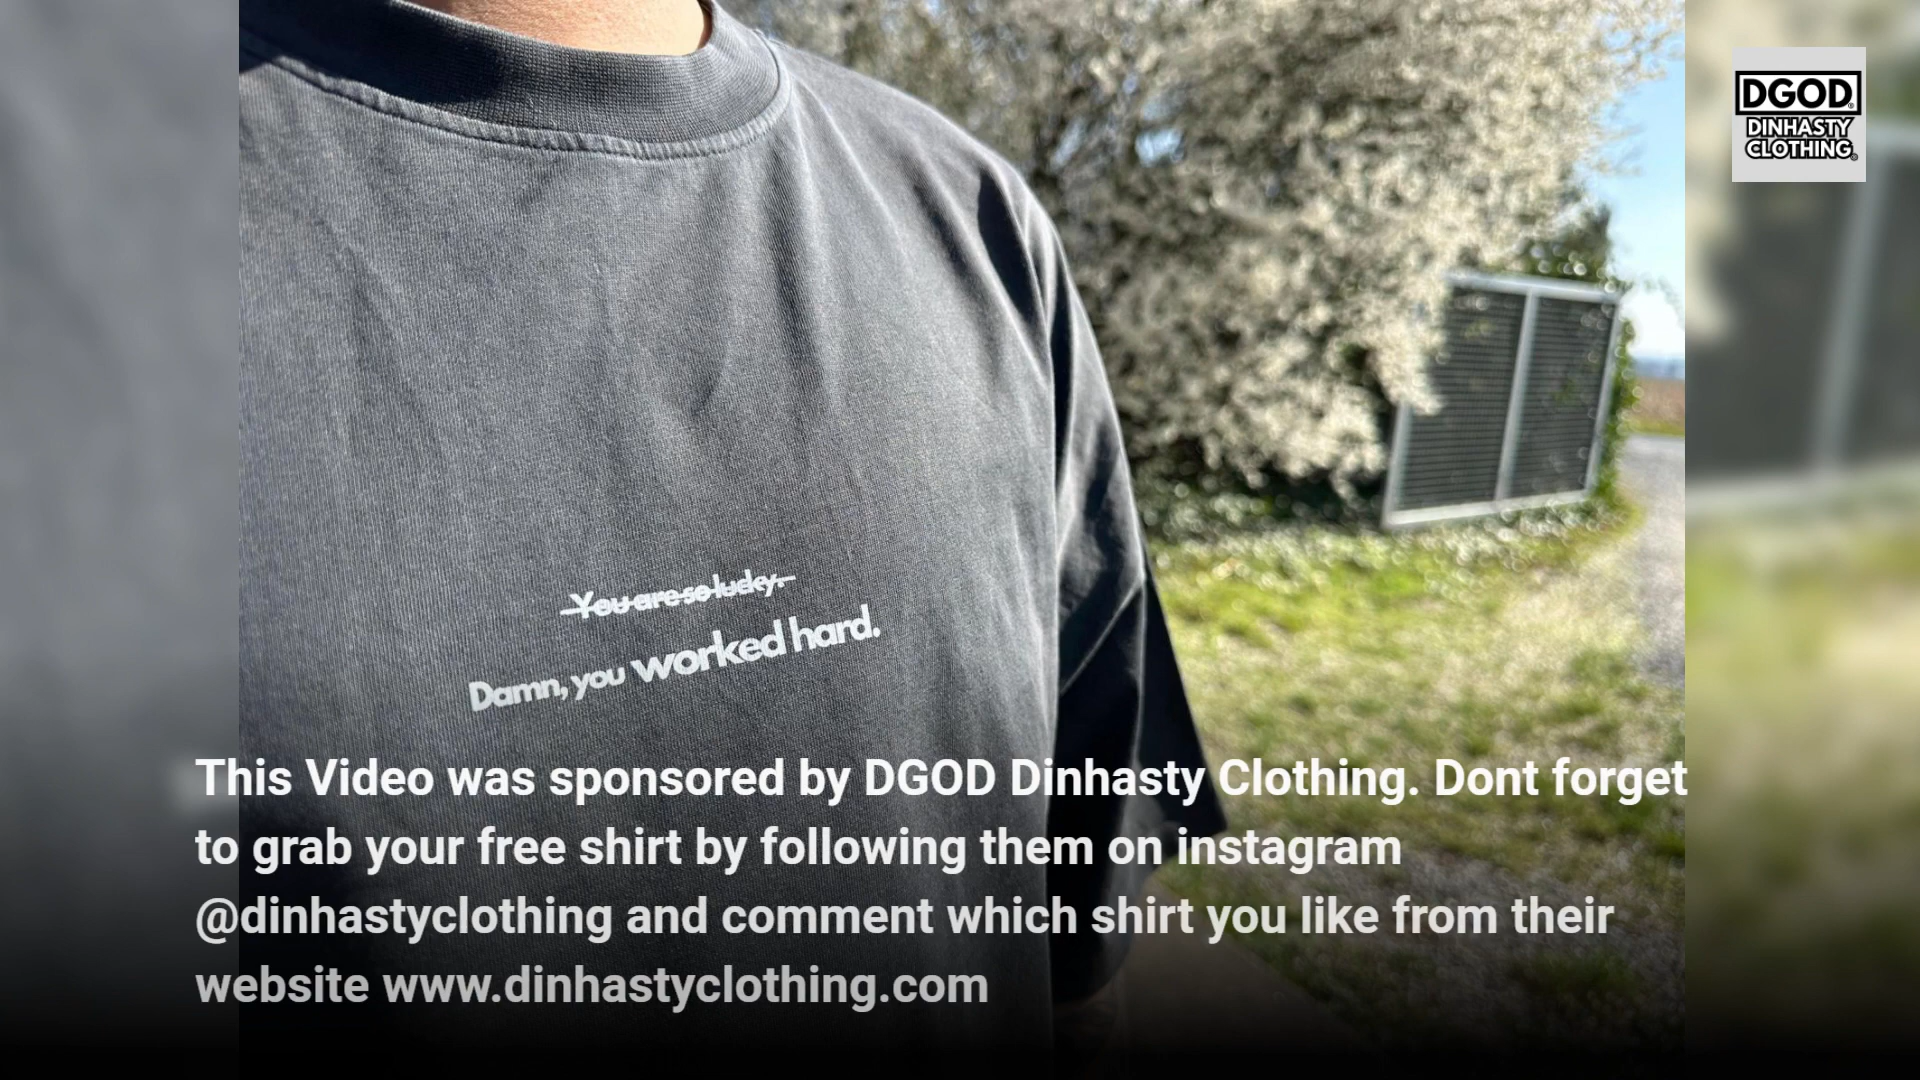 DGOD
DINHASTY
CLOTHING
You are so lucky.
Damn, you worked hard.
This Video was sponsored by DGOD Dinhasty Clothing. Dont forget
to grab your free shirt by following them on instagram
@dinhastyclothing and comment which shirt you like from their
website www.dinhastyclothing.com